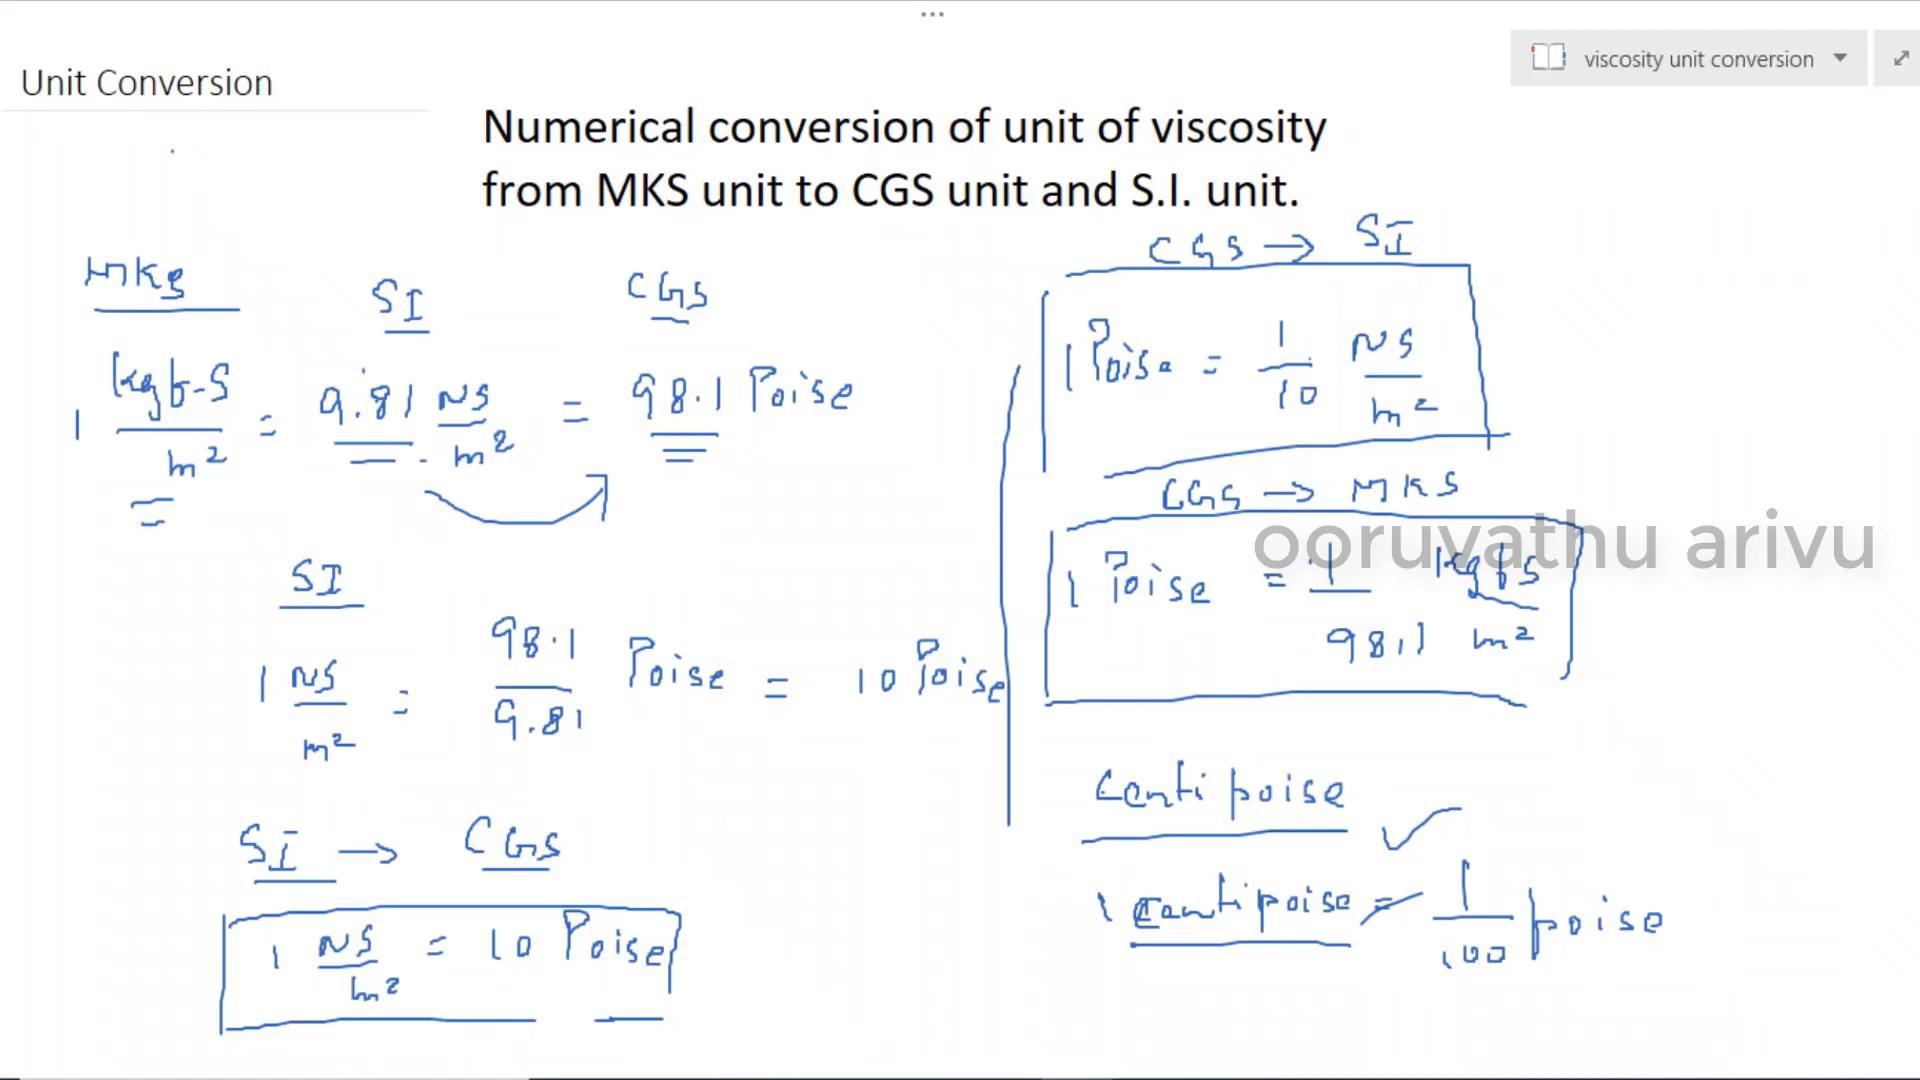 Unit Conversion
viscosity unit conversion
Numerical conversion of unit of viscosity
from MKS unit to CGS unit and S.I. unit.
MKS SI CGS
1 kgf-S/m² = 9.81 NS/m² = 98.1 Poise
SI
1 NS/m² = 98.1/9.81 Poise = 10 Poise
SI → CGS
1 NS/m² = 10 Poise
CGS → SI
1 Poise = 1/10 NS/m²
CGS → MKS
ooruvathu arivu
1 Poise = 1/98.1 kgfS/m²
Centi poise
1 Centipoise = 1/100 poise